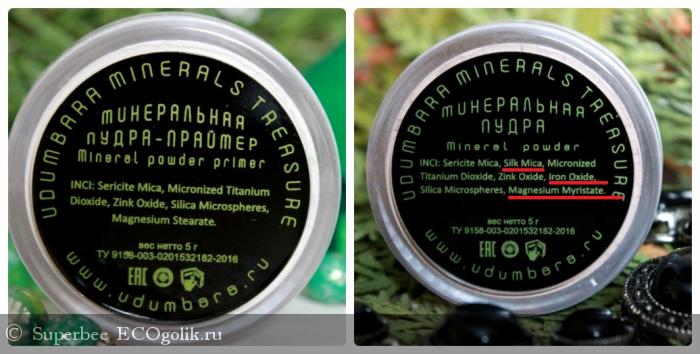 UDUMBARA MINERALS TREASURE
МИНЕРАЛЬНАЯ
ПУДРА-ПРАЙМЕР
Mineral powder primer
INCI: Sericite Mica, Micronized Titanium
Dioxide, Zink Oxide, Silica Microspheres,
Magnesium Stearate.
вес нетто 5 г
ТУ 9158-003-0201532182-2016
EAC
www.udumbara.ru
UDUMBARA MINERALS TREASURE
МИНЕРАЛЬНАЯ
ПУДРА
Mineral powder
INCI: Sericite Mica, Silk Mica, Micronized
Titanium Dioxide, Zink Oxide, Iron Oxide,
Silica Microspheres, Magnesium Myristate.
вес нетто 5 г
ТУ 9158-003-0201532182-2016
EAC
www.udumbara.ru
© Superbee ECOgolik.ru